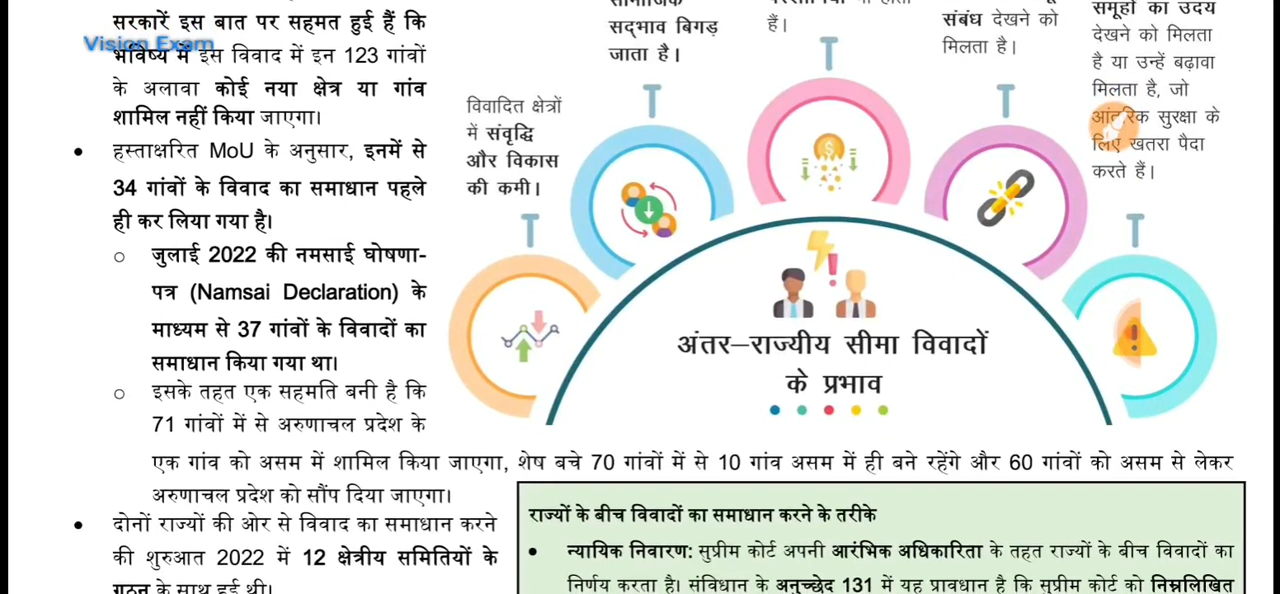 सरकारें इस बात पर सहमत हुई हैं कि
Vision Exam
भविष्य में इस विवाद में इन 123 गांवों
के अलावा कोई नया क्षेत्र या गांव
शामिल नहीं किया जाएगा।
• हस्ताक्षरित MoU के अनुसार, इनमें से
34 गांवों के विवाद का समाधान पहले
ही कर लिया गया है।
○ जुलाई 2022 की नमसाई घोषणा-
पत्र (Namsai Declaration) के
माध्यम से 37 गांवों के विवादों का
समाधान किया गया था।
○ इसके तहत एक सहमति बनी है कि
71 गांवों में से अरुणाचल प्रदेश के
एक गांव को असम में शामिल किया जाएगा, शेष बचे 70 गांवों में से 10 गांव असम में ही बने रहेंगे और 60 गांवों को असम से लेकर
अरुणाचल प्रदेश को सौंप दिया जाएगा।
• दोनों राज्यों की ओर से विवाद का समाधान करने
की शुरुआत 2022 में 12 क्षेत्रीय समितियों के
गठन के साथ हुई थी।
विवादित क्षेत्रों
में संवृद्धि
और विकास
की कमी।
सद्भाव बिगड़
जाता है।
हैं।
संबंध देखने को
मिलता है।
समूहों का उदय
देखने को मिलता
है या उन्हें बढ़ावा
मिलता है, जो
आंतरिक सुरक्षा के
लिए खतरा पैदा
करते हैं।
अंतर–राज्यीय सीमा विवादों
के प्रभाव
राज्यों के बीच विवादों का समाधान करने के तरीके
• न्यायिक निवारण: सुप्रीम कोर्ट अपनी आरंभिक अधिकारिता के तहत राज्यों के बीच विवादों का
निर्णय करता है। संविधान के अनुच्छेद 131 में यह प्रावधान है कि सुप्रीम कोर्ट को निम्नलिखित